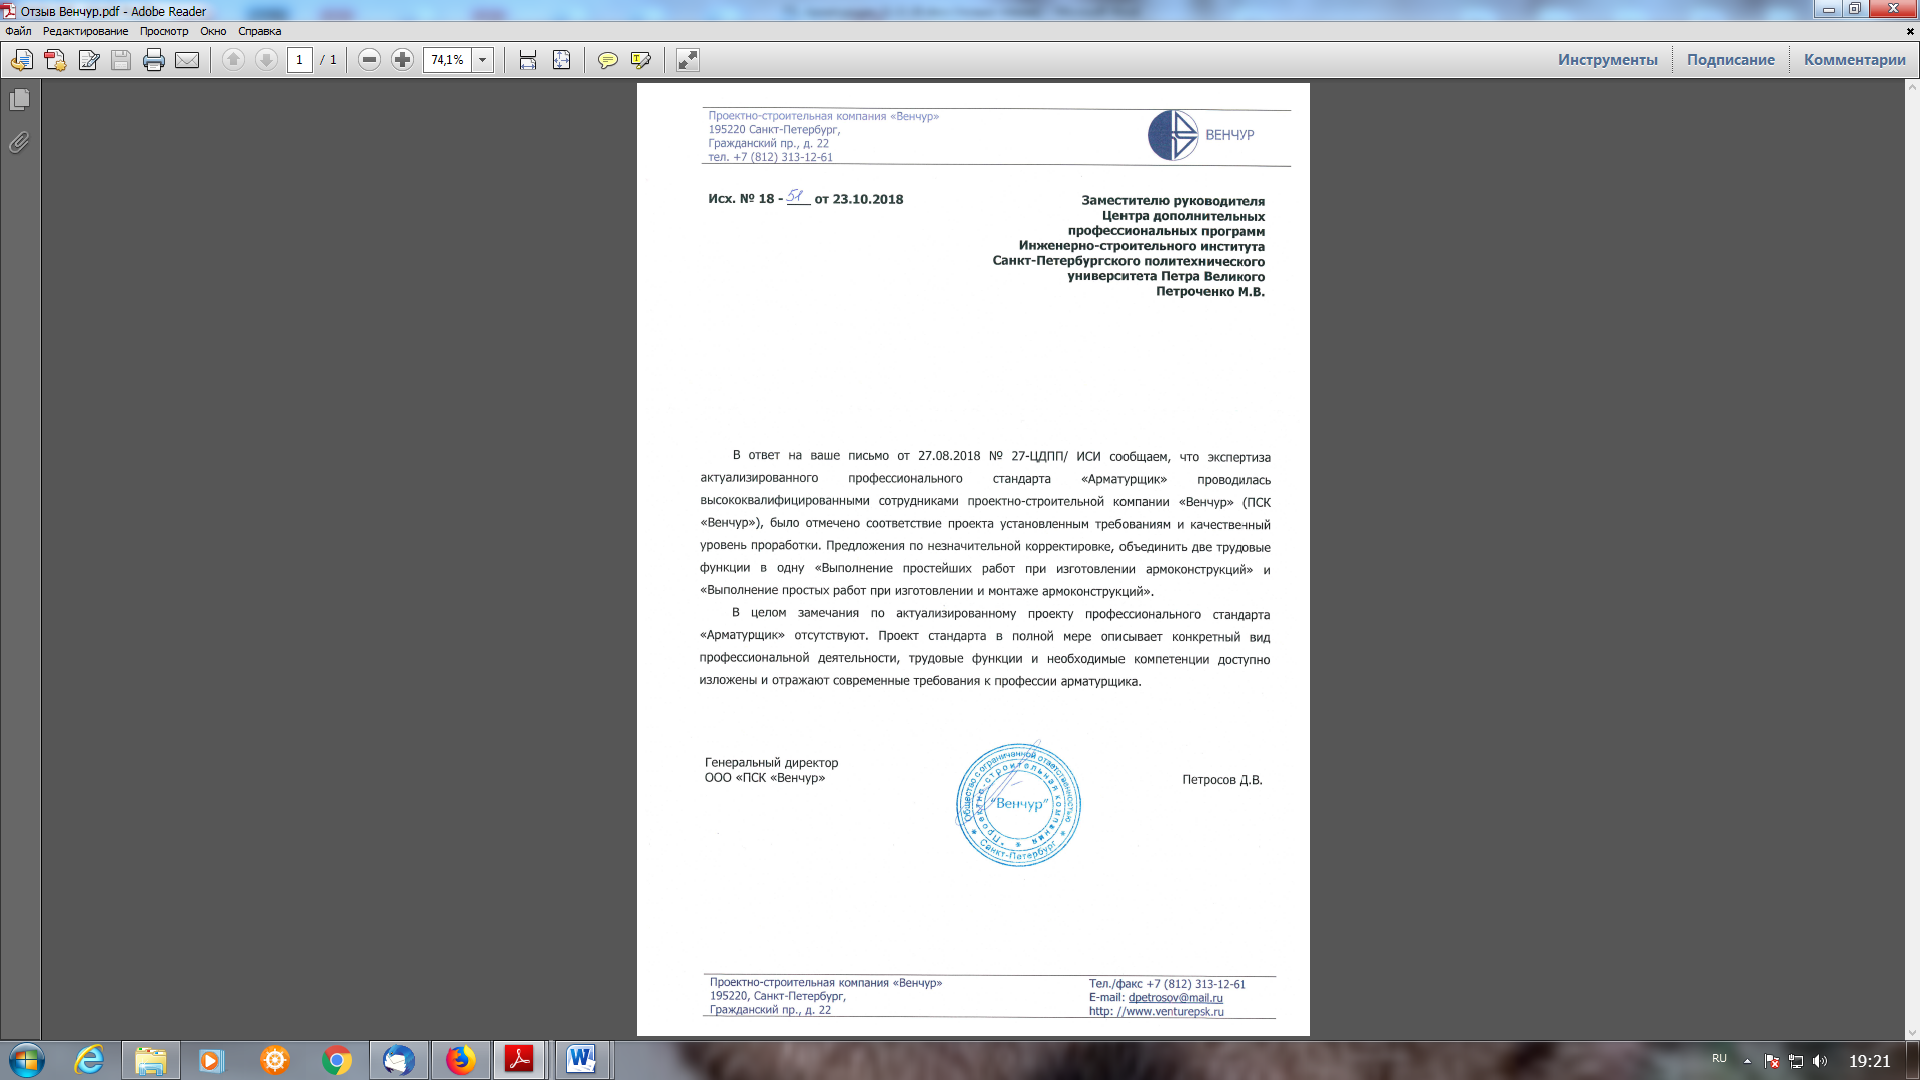 Отзыв Венчур.pdf - Adobe Reader
Файл Редактирование Просмотр Окно Справка
1 / 1 74,1% Инструменты Подписание Комментарии
Проектно-строительная компания «Венчур»
195220 Санкт-Петербург,
Гражданский пр., д. 22
тел. +7 (812) 313-12-61
ВЕНЧУР
Исх. № 18 - 51 от 23.10.2018
Заместителю руководителя
Центра дополнительных
профессиональных программ
Инженерно-строительного института
Санкт-Петербургского политехнического
университета Петра Великого
Петроченко М.В.
В ответ на ваше письмо от 27.08.2018 № 27-ЦДПП/ ИСИ сообщаем, что экспертиза
актуализированного профессионального стандарта «Арматурщик» проводилась
высококвалифицированными сотрудниками проектно-строительной компании «Венчур» (ПСК
«Венчур»), было отмечено соответствие проекта установленным требованиям и качественный
уровень проработки. Предложения по незначительной корректировке, объединить две трудовые
функции в одну «Выполнение простейших работ при изготовлении армоконструкций» и
«Выполнение простых работ при изготовлении и монтаже армоконструкций».
В целом замечания по актуализированному проекту профессионального стандарта
«Арматурщик» отсутствуют. Проект стандарта в полной мере описывает конкретный вид
профессиональной деятельности, трудовые функции и необходимые компетенции доступно
изложены и отражают современные требования к профессии арматурщика.
Генеральный директор
ООО «ПСК «Венчур»
Общество с ограниченной ответственностью
* Санкт-Петербург *
"Проектно-строительная компания *
"Венчур"
Петросов Д.В.
Проектно-строительная компания «Венчур»
195220, Санкт-Петербург,
Гражданский пр., д. 22
Тел./факс +7 (812) 313-12-61
E-mail: dpetrosov@mail.ru
http: //www.venturepsk.ru
RU 19:21